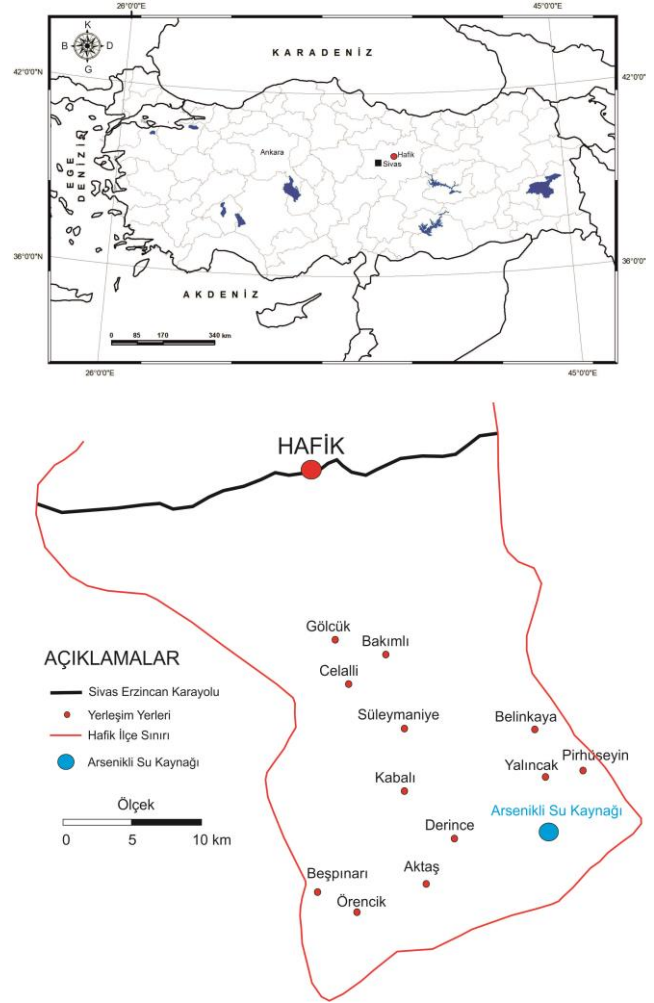 26°0'0"E
45°0'0"E
K
B D
G
KARADENİZ
42°0'0"N
42°0'0"N
EGE
DENİZİ
Ankara
Hafik
Sivas
36°0'0"N
36°0'0"N
AKDENİZ
0 85 170 340 km
26°0'0"E
45°0'0"E
HAFİK
Gölcük
Bakımlı
AÇIKLAMALAR
Celalli
Sivas Erzincan Karayolu
Yerleşim Yerleri
Hafik İlçe Sınırı
Arsenikli Su Kaynağı
Süleymaniye
Belinkaya
Pirhüseyin
Yalıncak
Kabalı
Ölçek
0 5 10 km
Arsenikli Su Kaynağı
Derince
Aktaş
Beşpınarı
Örencik